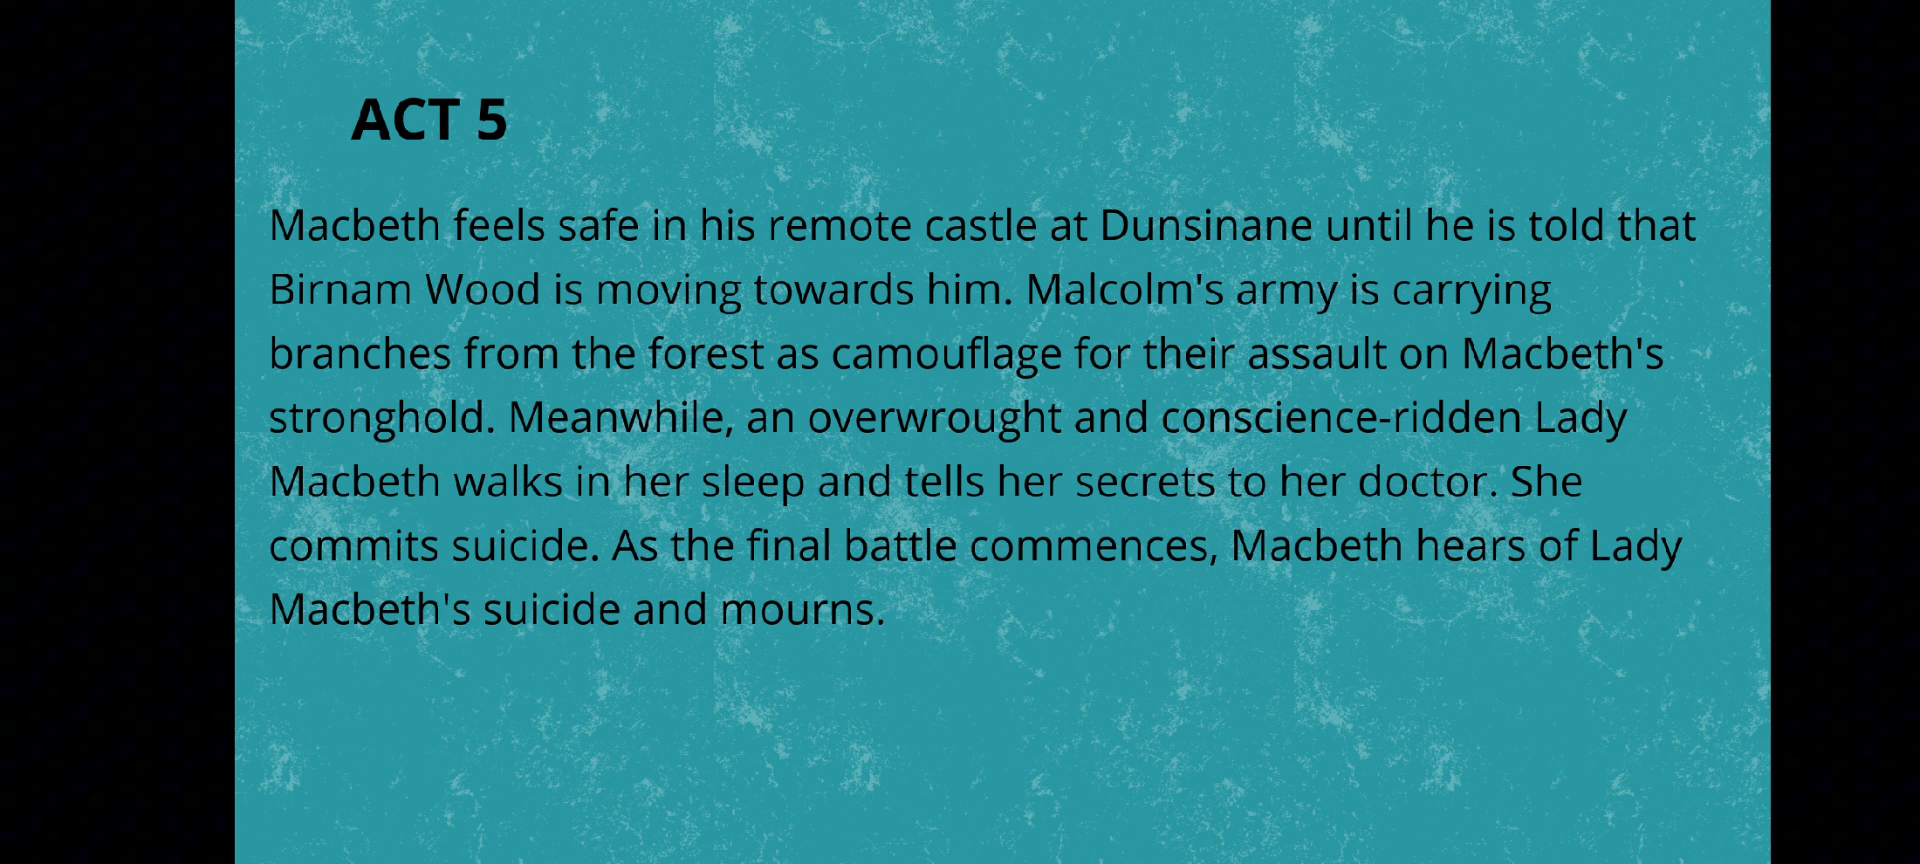 ACT 5
Macbeth feels safe in his remote castle at Dunsinane until he is told that
Birnam Wood is moving towards him. Malcolm's army is carrying
branches from the forest as camouflage for their assault on Macbeth's
stronghold. Meanwhile, an overwrought and conscience-ridden Lady
Macbeth walks in her sleep and tells her secrets to her doctor. She
commits suicide. As the final battle commences, Macbeth hears of Lady
Macbeth's suicide and mourns.